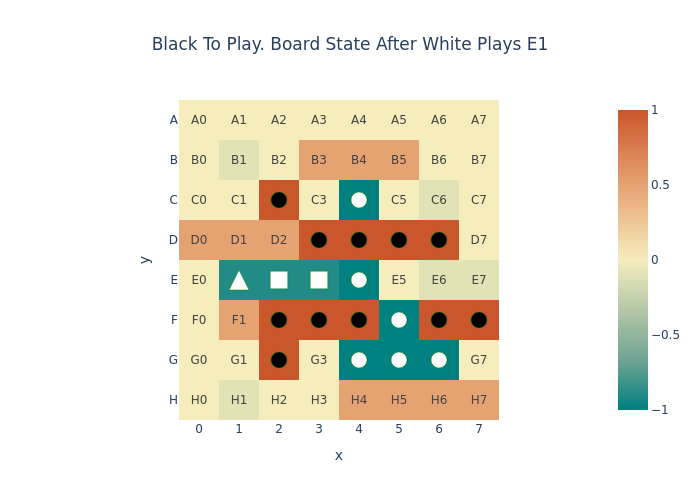 Black To Play. Board State After White Plays E1
A A0 A1 A2 A3 A4 A5 A6 A7
B B0 B1 B2 B3 B4 B5 B6 B7
C C0 C1 C3 C5 C6 C7
D D0 D1 D2 D7
E E0 E5 E6 E7
F F0 F1
G G0 G1 G3 G7
H H0 H1 H2 H3 H4 H5 H6 H7
0 1 2 3 4 5 6 7
x
y
1
0.5
0
−0.5
−1